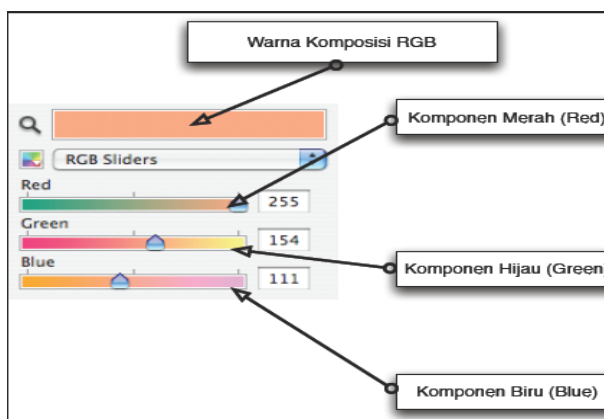 Warna Komposisi RGB
Komponen Merah (Red)
RGB Sliders
Red
255
Green
154
Komponen Hijau (Green)
Blue
111
Komponen Biru (Blue)